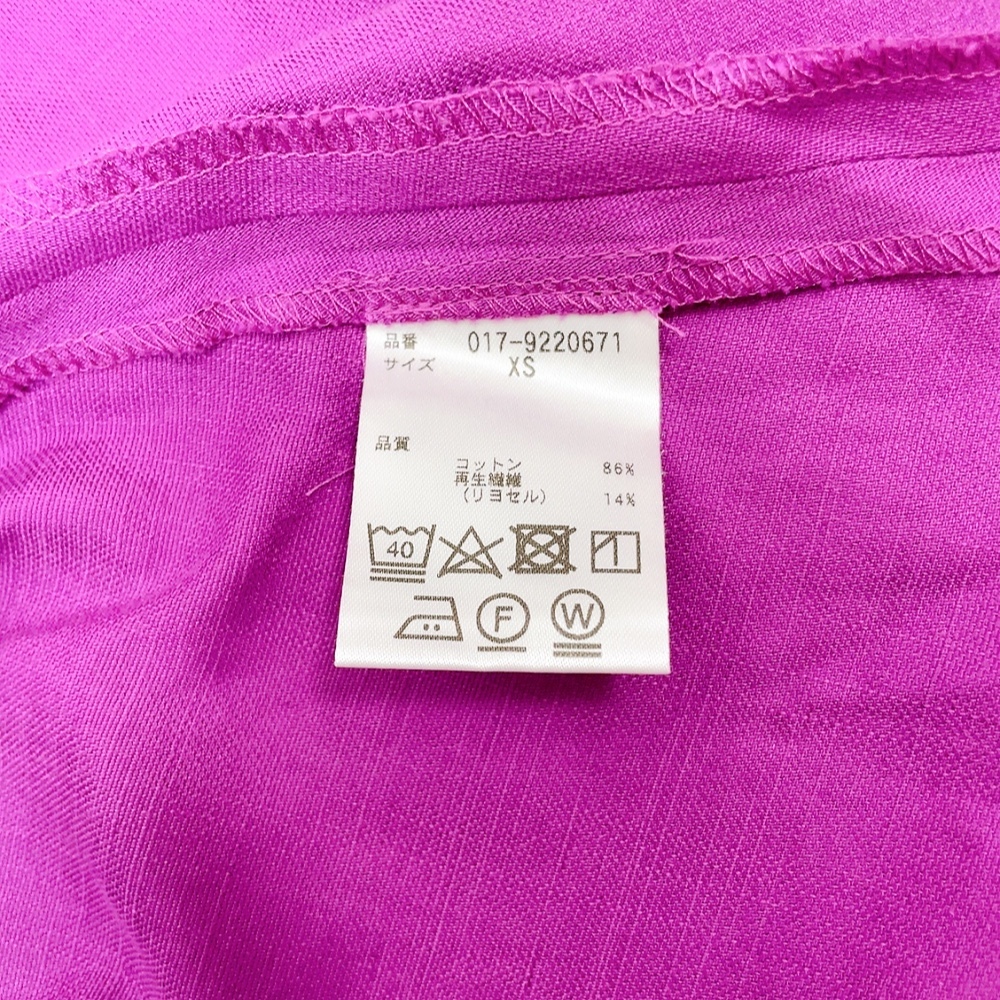 品番 017-9220671
サイズ XS
品質
コットン 86%
再生繊維
(リヨセル) 14%
40
F W